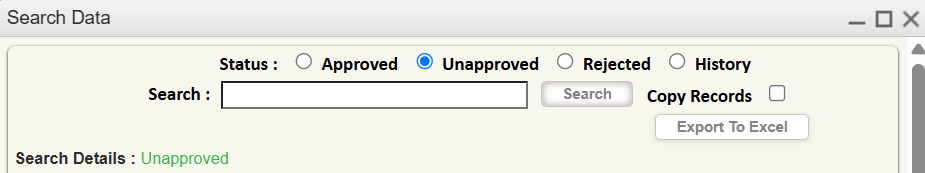 Search Data
Status : Approved Unapproved Rejected History
Search : Search Copy Records
Export To Excel
Search Details : Unapproved